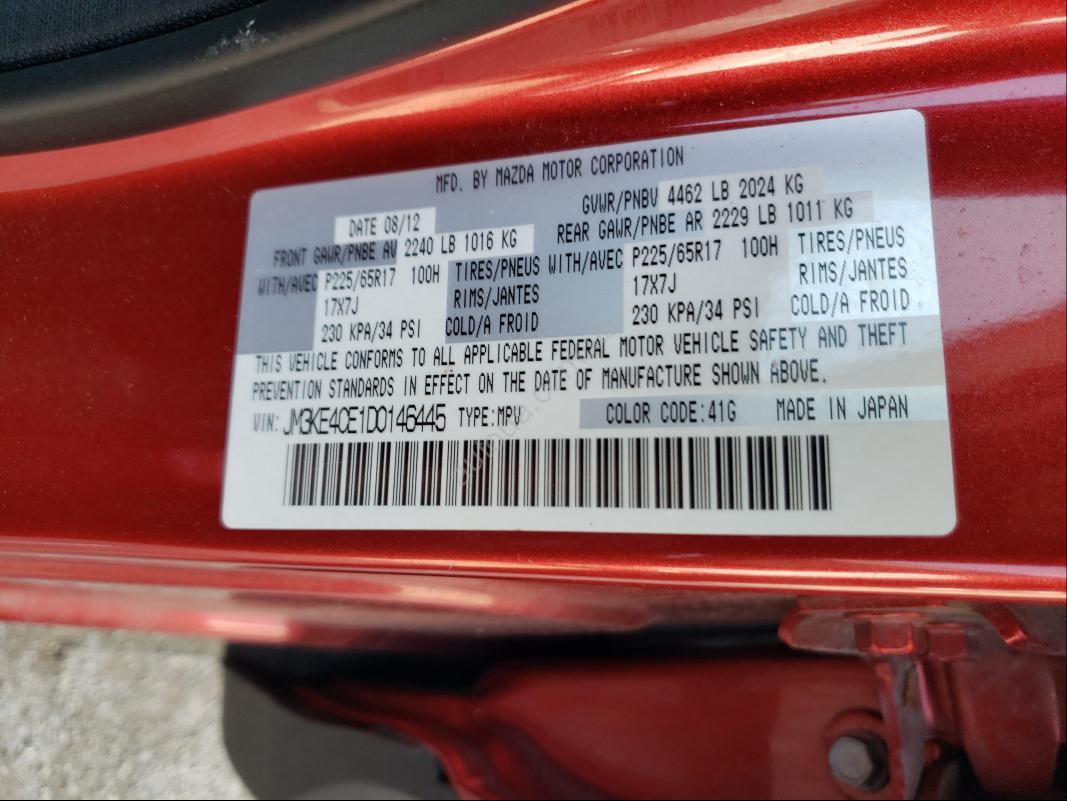 MFD. BY MAZDA MOTOR CORPORATION
DATE 08/12 GVWR/PNBV 4462 LB 2024 KG
FRONT GAWR/PNBE AV 2240 LB 1016 KG REAR GAWR/PNBE AR 2229 LB 1011 KG
WITH/AVEC P225/65R17 100H TIRES/PNEUS WITH/AVEC P225/65R17 100H TIRES/PNEUS
17X7J RIMS/JANTES 17X7J RIMS/JANTES
230 KPA/34 PSI COLD/A FROID 230 KPA/34 PSI COLD/A FROID
THIS VEHICLE CONFORMS TO ALL APPLICABLE FEDERAL MOTOR VEHICLE SAFETY AND THEFT
PREVENTION STANDARDS IN EFFECT ON THE DATE OF MANUFACTURE SHOWN ABOVE.
VIN: JM3KE4CE1D0146445 TYPE:MPV COLOR CODE:41G MADE IN JAPAN